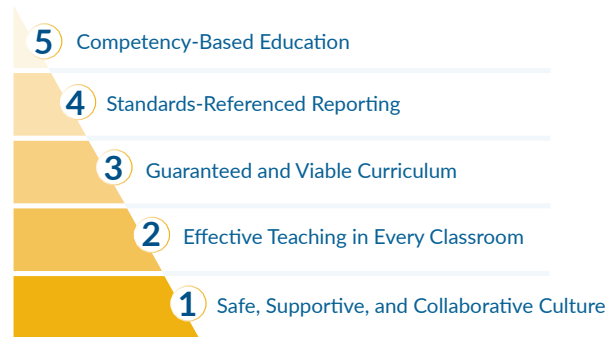 5 Competency-Based Education
4 Standards-Referenced Reporting
3 Guaranteed and Viable Curriculum
2 Effective Teaching in Every Classroom
1 Safe, Supportive, and Collaborative Culture